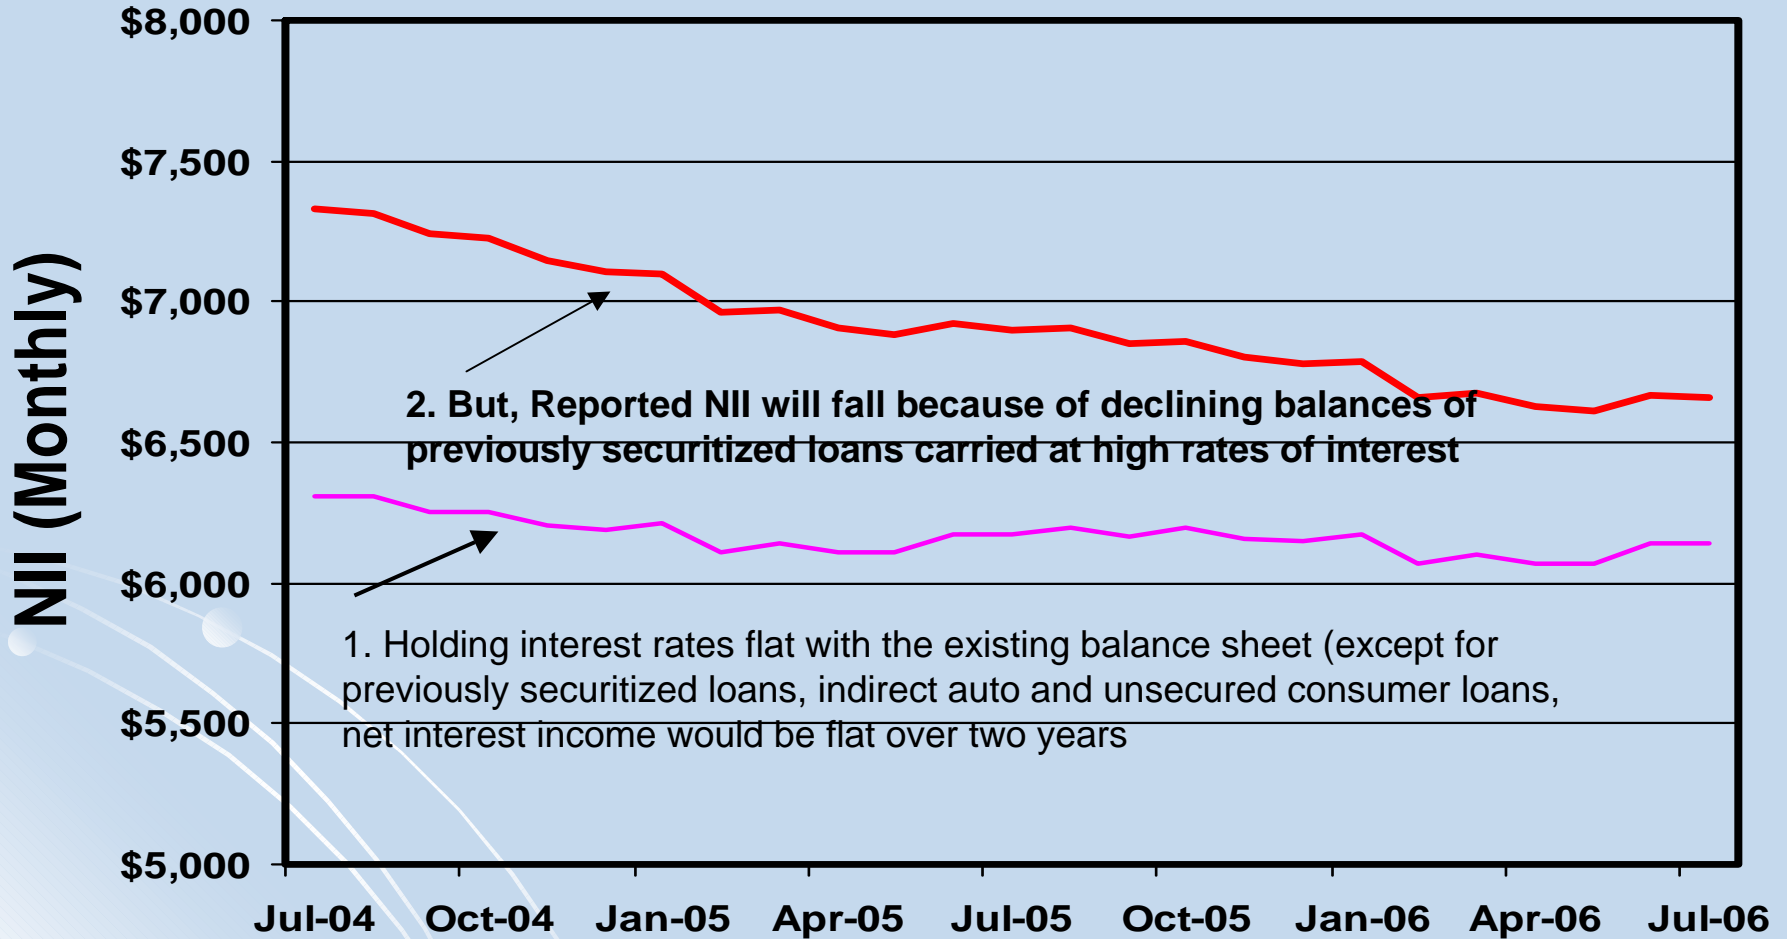 NII (Monthly)
$8,000
$7,500
$7,000
$6,500
$6,000
$5,500
$5,000
2. But, Reported NII will fall because of declining balances of
previously securitized loans carried at high rates of interest
1. Holding interest rates flat with the existing balance sheet (except for
previously securitized loans, indirect auto and unsecured consumer loans,
net interest income would be flat over two years
Jul-04 Oct-04 Jan-05 Apr-05 Jul-05 Oct-05 Jan-06 Apr-06 Jul-06